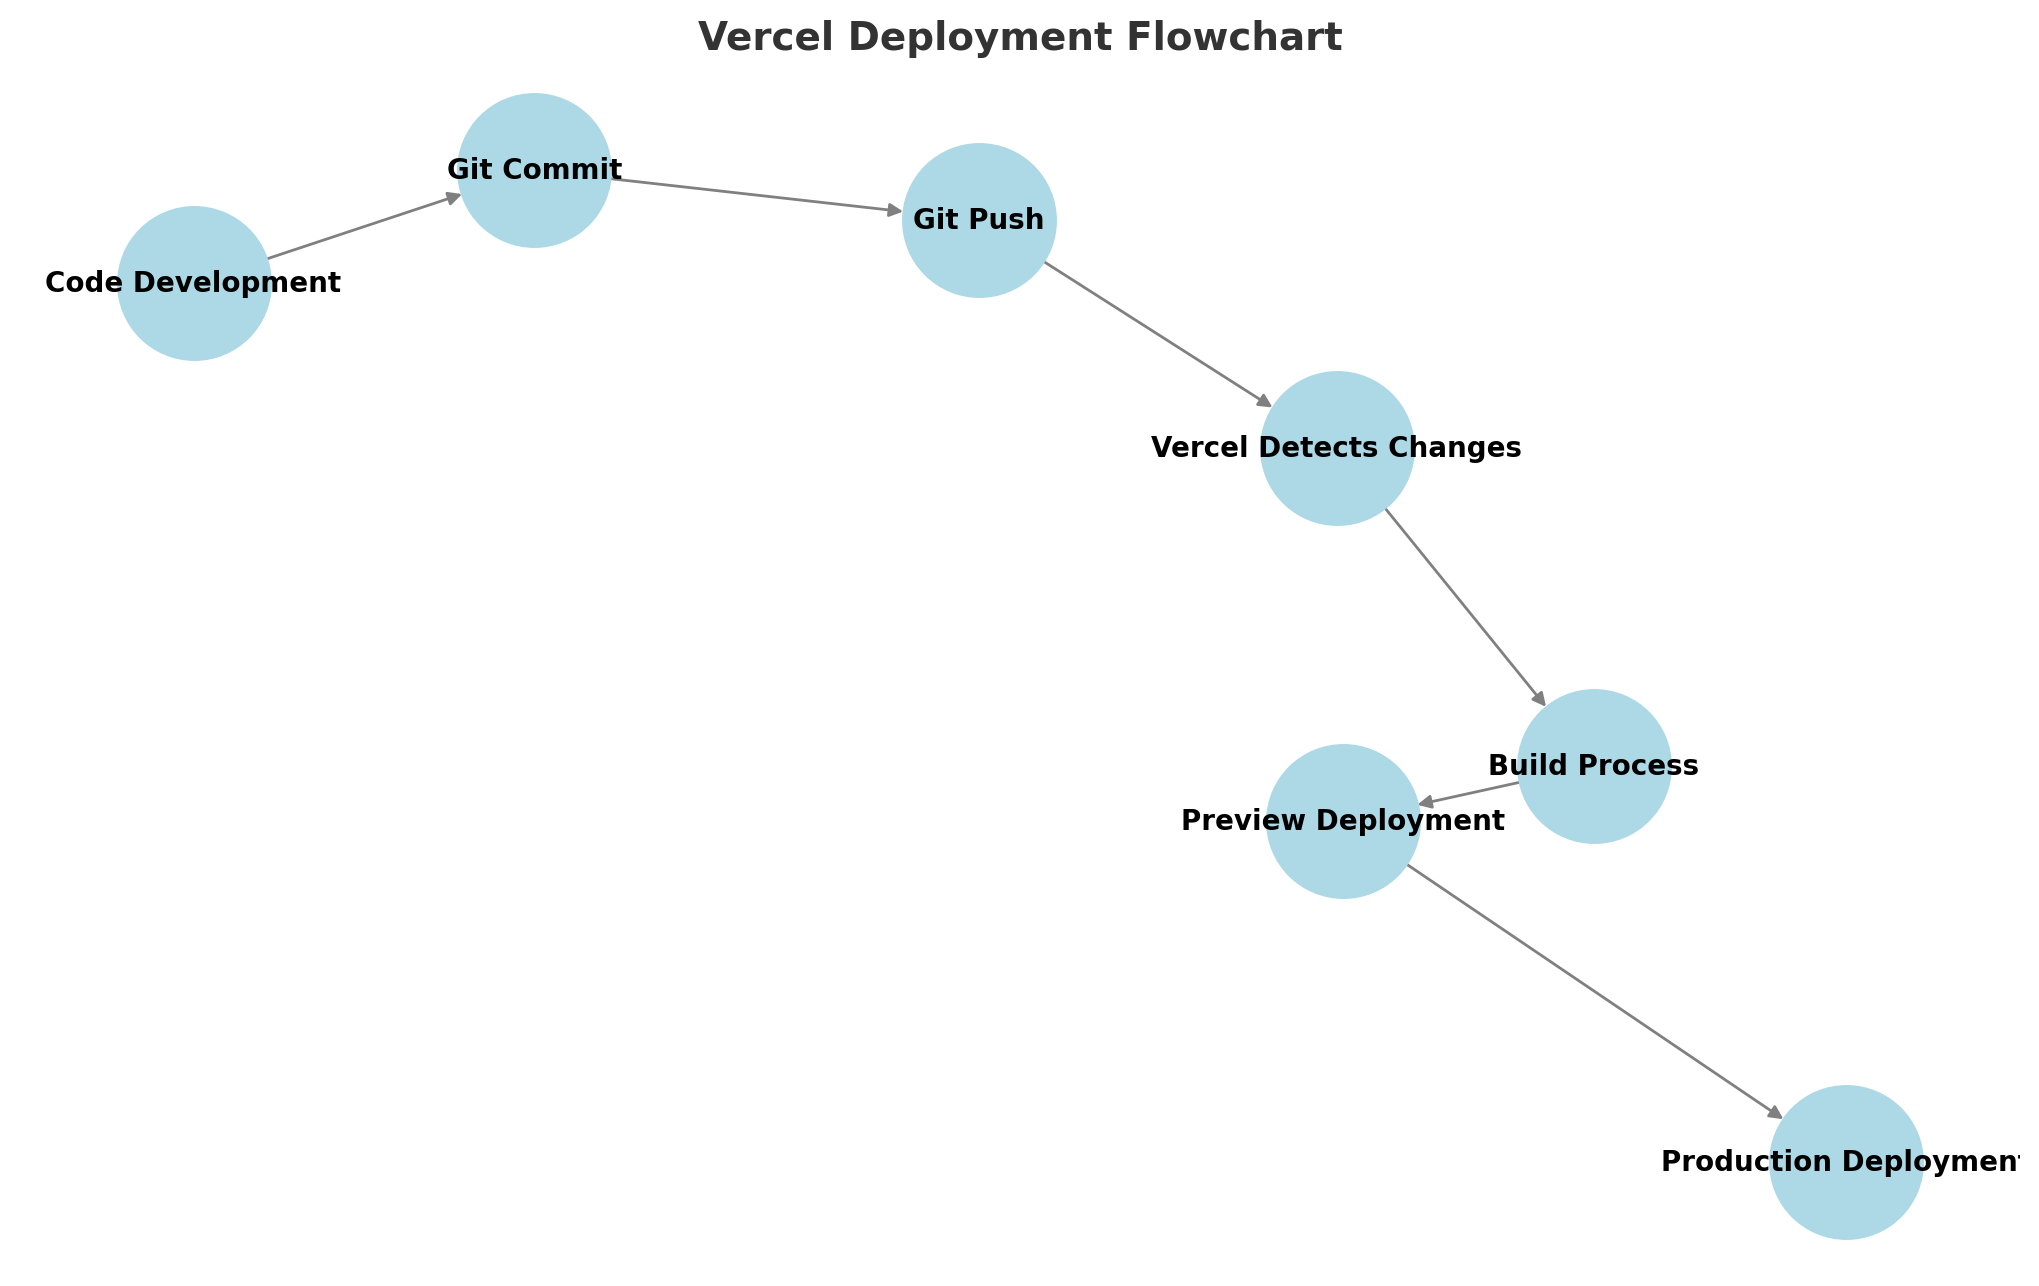 Vercel Deployment Flowchart
Code Development
Git Commit
Git Push
Vercel Detects Changes
Build Process
Preview Deployment
Production Deployment